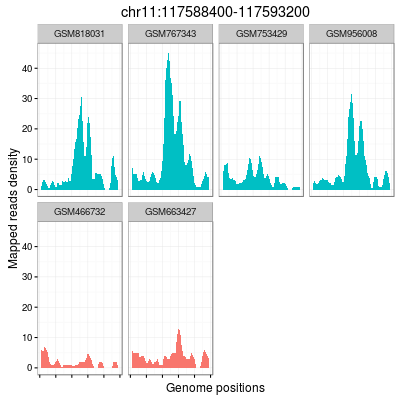 chr11:117588400-117593200
GSM818031 GSM767343 GSM753429 GSM956008
40
30
20
10
0
GSM466732 GSM663427
40
30
20
10
0
Mapped reads density
Genome positions